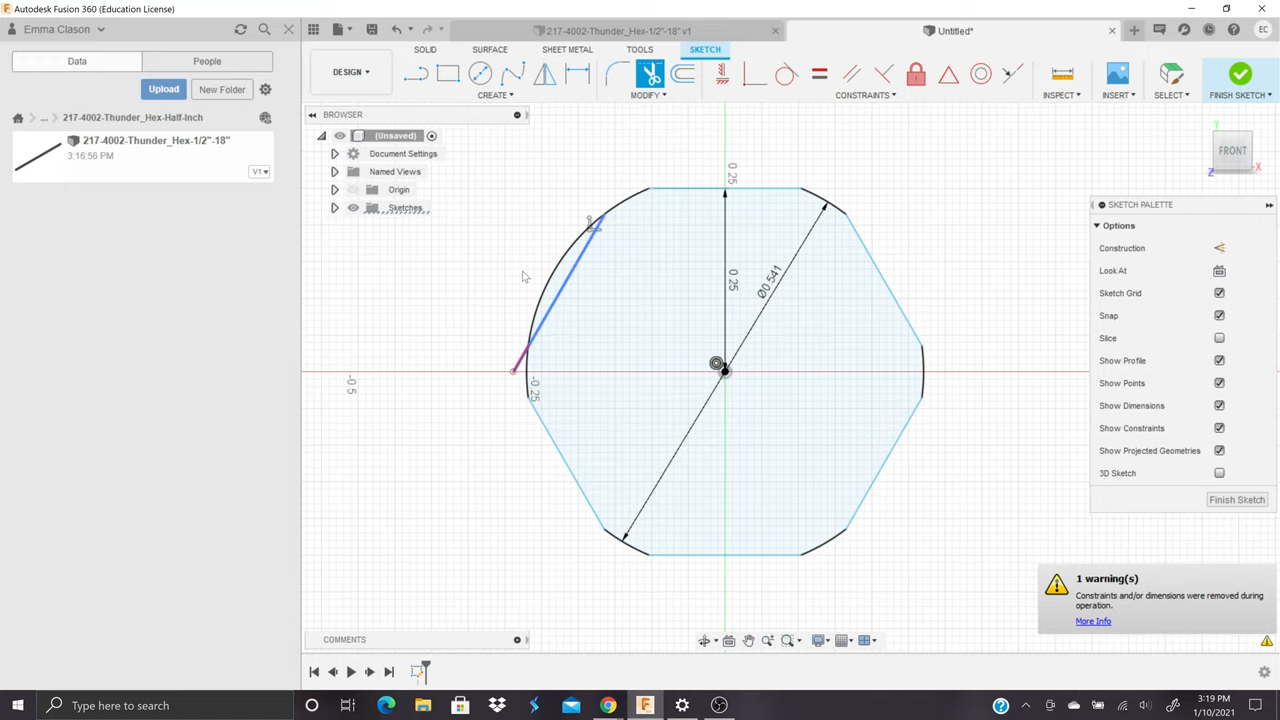 Autodesk Fusion 360 (Education License)
Emma Clason
217-4002-Thunder_Hex-1/2"-18" v1
Untitled*
EC
Data
People
Upload
New Folder
... 217-4002-Thunder_Hex-Half-Inch
217-4002-Thunder_Hex-1/2"-18"
3:16:56 PM
V1
DESIGN
SOLID
SURFACE
SHEET METAL
TOOLS
SKETCH
CREATE
MODIFY
CONSTRAINTS
INSPECT
INSERT
SELECT
FINISH SKETCH
BROWSER
(Unsaved)
Document Settings
Named Views
Origin
Sketches
0.25
0.25
Ø0.541
-0.5
-0.25
Y
FRONT
Z
-X
SKETCH PALETTE
Options
Construction
Look At
Sketch Grid
Snap
Slice
Show Profile
Show Points
Show Dimensions
Show Constraints
Show Projected Geometries
3D Sketch
Finish Sketch
1 warning(s)
Constraints and/or dimensions were removed during
operation.
More Info
COMMENTS
Type here to search
3:19 PM
1/10/2021